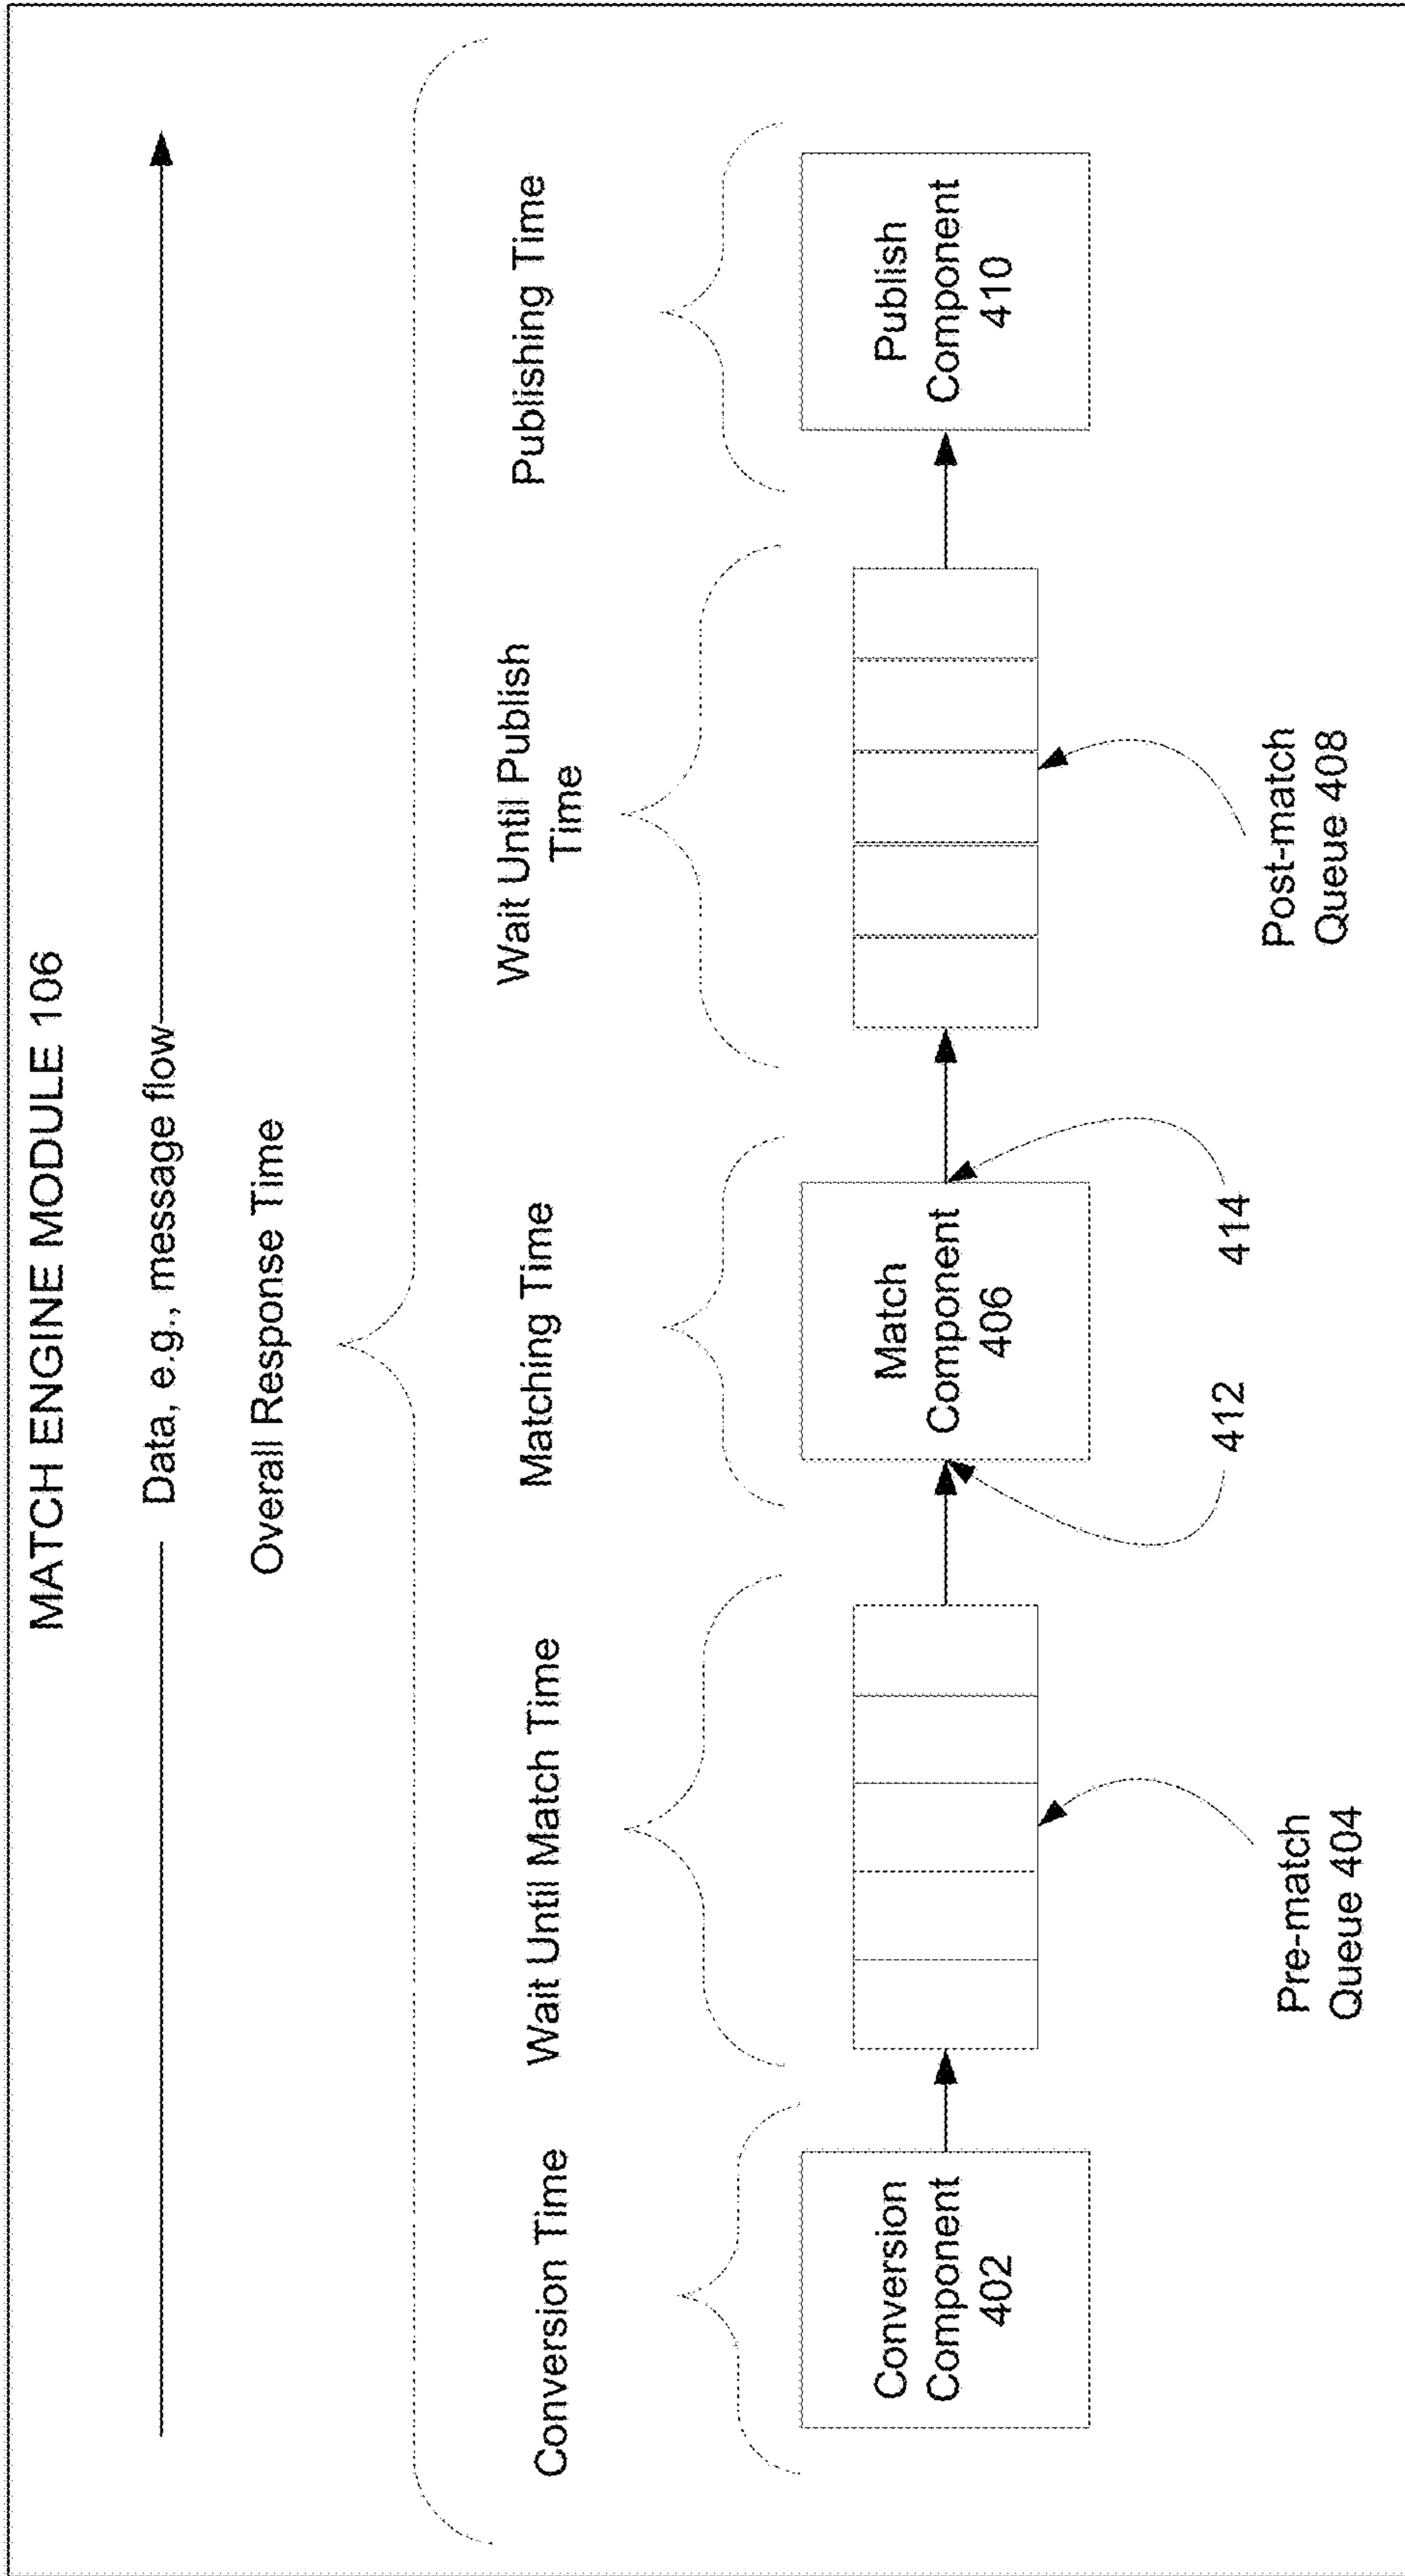 MATCH ENGINE MODULE 106
Data, e.g., message flow
Overall Response Time
Conversion Time
Wait Until Match Time
Matching Time
Wait Until Publish
Time
Publishing Time
Conversion
Component
402
Match
Component
406
Publish
Component
410
Pre-match
Queue 404
412
414
Post-match
Queue 408